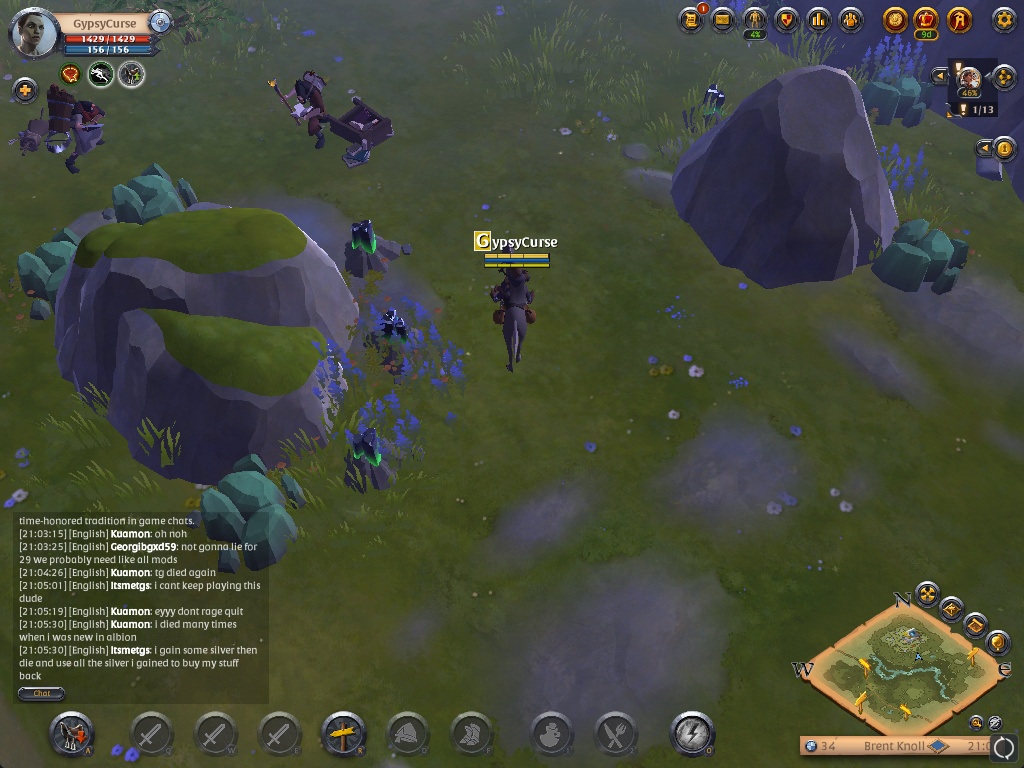 GypsyCurse
1429 / 1429
156 / 156
1
4%
9d
46%
1/13
1
GypsyCurse
time-honored tradition in game chats.
[21:03:15] [English] Kuamon: oh noh
[21:03:25] [English] Georgibgxd59: not gonna lie for
29 we probably need like all mods
[21:04:26] [English] Kuamon: tg died again
[21:05:01] [English] Itsmetgs: i cant keep playing this
dude
[21:05:19] [English] Kuamon: eyyy dont rage quit
[21:05:30] [English] Kuamon: i died many times
when i was new in albion
[21:05:30] [English] Itsmetgs: i gain some silver then
die and use all the silver i gained to buy my stuff
back
Chat
N
W
E
A
Q
W
E
R
D
F
34 Brent Knoll